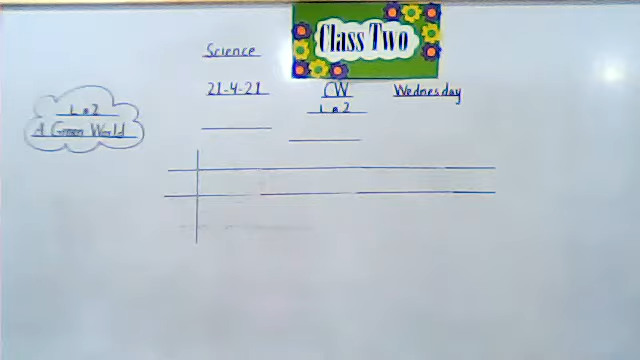 Class Two
Science
21-4-21 CW Wednesday
L n 2
L n 2
A Green World